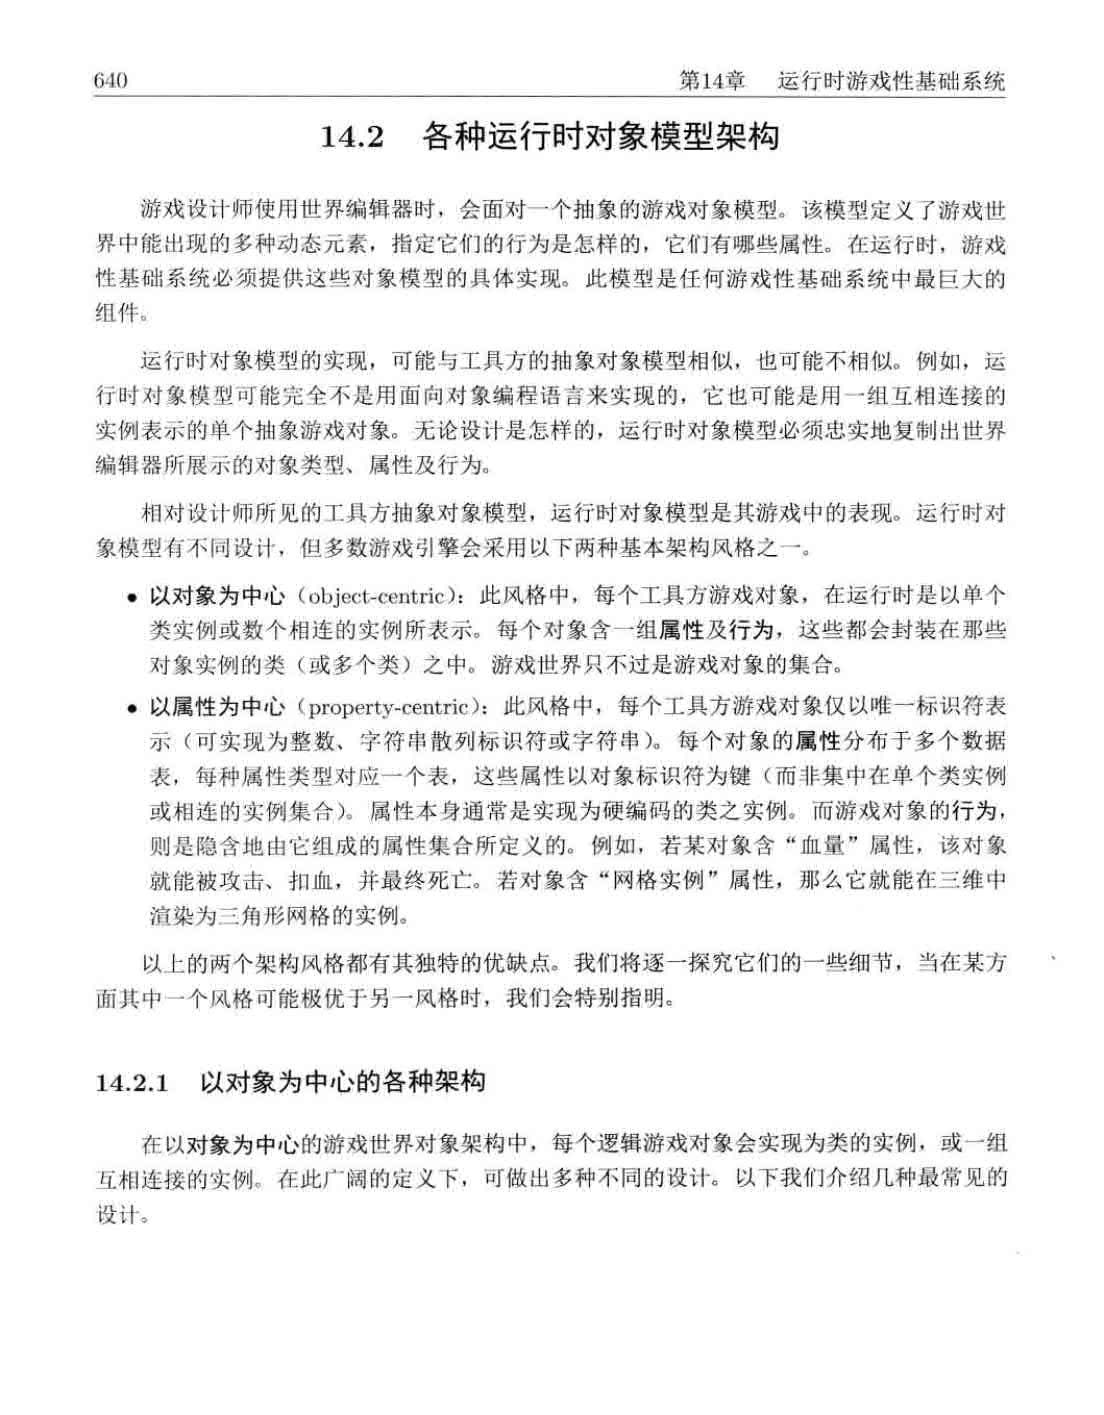 640
第14章 运行时游戏性基础系统
14.2 各种运行时对象模型架构
游戏设计师使用世界编辑器时，会面对一个抽象的游戏对象模型。该模型定义了游戏世
界中能出现的多种动态元素，指定它们的行为是怎样的，它们有哪些属性。在运行时，游戏
性基础系统必须提供这些对象模型的具体实现。此模型是任何游戏性基础系统中最巨大的
组件。
运行时对象模型的实现，可能与工具方的抽象对象模型相似，也可能不相似。例如，运
行时对象模型可能完全不是用面向对象编程语言来实现的，它也可能是用一组互相连接的
实例表示的单个抽象游戏对象。无论设计是怎样的，运行时对象模型必须忠实地复制出世界
编辑器所展示的对象类型、属性及行为。
相对设计师所见的工具方抽象对象模型，运行时对象模型是其游戏中的表现。运行时对
象模型有不同设计，但多数游戏引擎会采用以下两种基本架构风格之一。
• 以对象为中心（object-centric）：此风格中，每个工具方游戏对象，在运行时是以单个
类实例或数个相连的实例所表示。每个对象含一组属性及行为，这些都会封装在那些
对象实例的类（或多个类）之中。游戏世界只不过是游戏对象的集合。
• 以属性为中心（property-centric）：此风格中，每个工具方游戏对象仅以唯一标识符表
示（可实现为整数、字符串散列标识符或字符串）。每个对象的属性分布于多个数据
表，每种属性类型对应一个表，这些属性以对象标识符为键（而非集中在单个类实例
或相连的实例集合）。属性本身通常是实现为硬编码的类之实例。而游戏对象的行为，
则是隐含地由它组成的属性集合所定义的。例如，若某对象含“血量”属性，该对象
就能被攻击、扣血，并最终死亡。若对象含“网格实例”属性，那么它就能在三维中
渲染为三角形网格的实例。
以上的两个架构风格都有其独特的优缺点。我们将逐一探究它们的一些细节，当在某方
面其中一个风格可能极优于另一风格时，我们会特别指明。
14.2.1 以对象为中心的各种架构
在以对象为中心的游戏世界对象架构中，每个逻辑游戏对象会实现为类的实例，或一组
互相连接的实例。在此广阔的定义下，可做出多种不同的设计。以下我们介绍几种最常见的
设计。